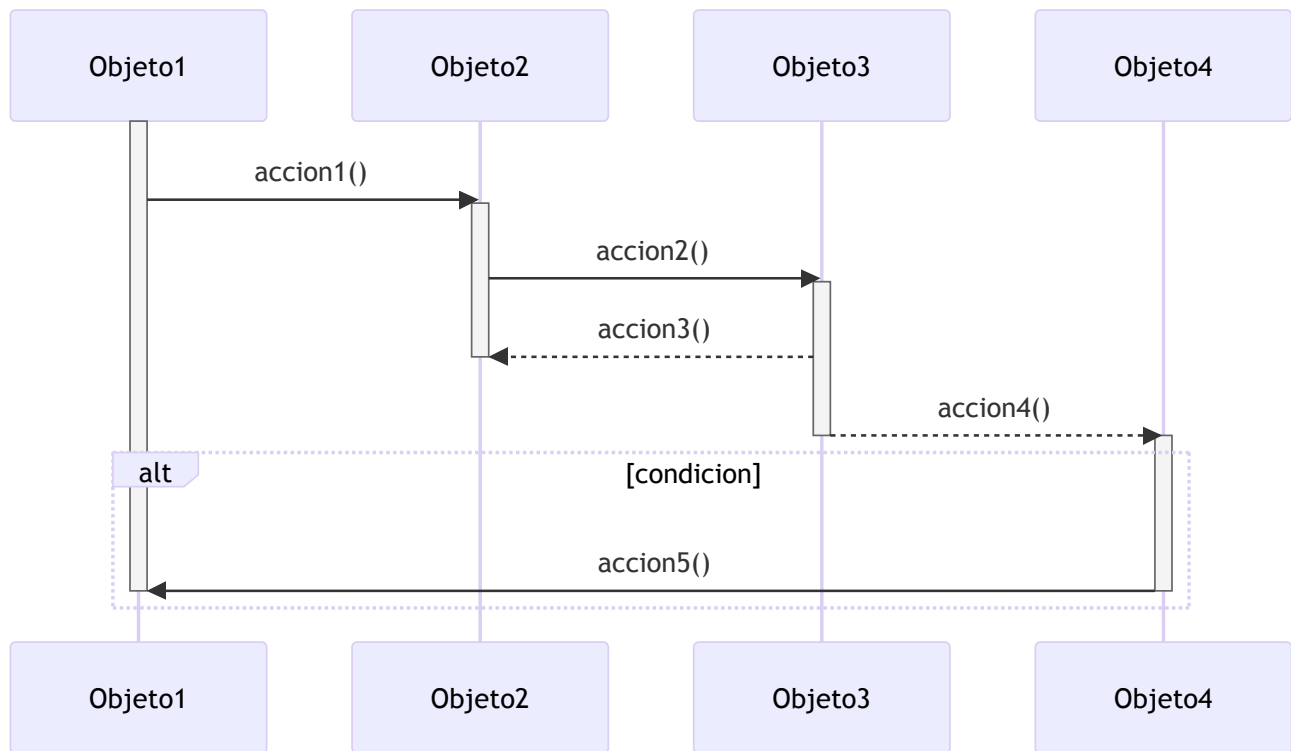 Objeto1 Objeto2 Objeto3 Objeto4
accion1()
accion2()
accion3()
accion4()
alt [condicion]
accion5()
Objeto1 Objeto2 Objeto3 Objeto4